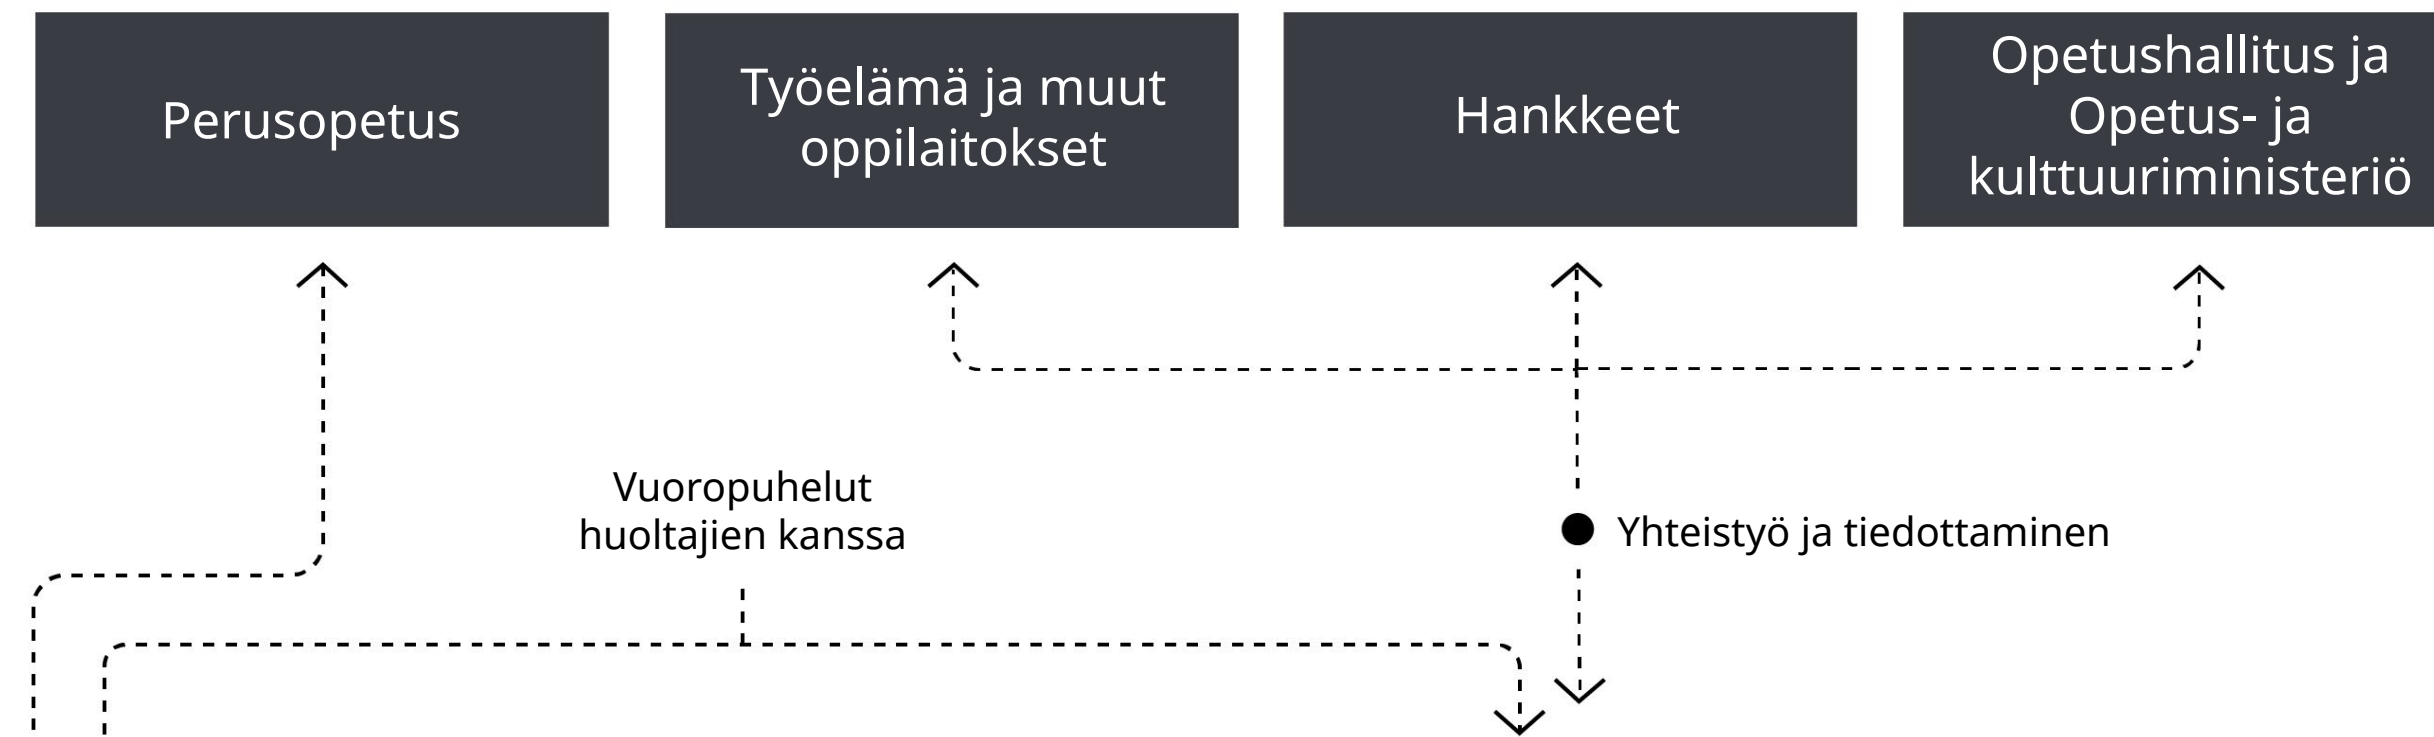 Perusopetus
Työelämä ja muut
oppilaitokset
Hankkeet
Opetushallitus ja
Opetus- ja
kulttuuriministeriö
Vuoropuhelut
huoltajien kanssa
Yhteistyö ja tiedottaminen